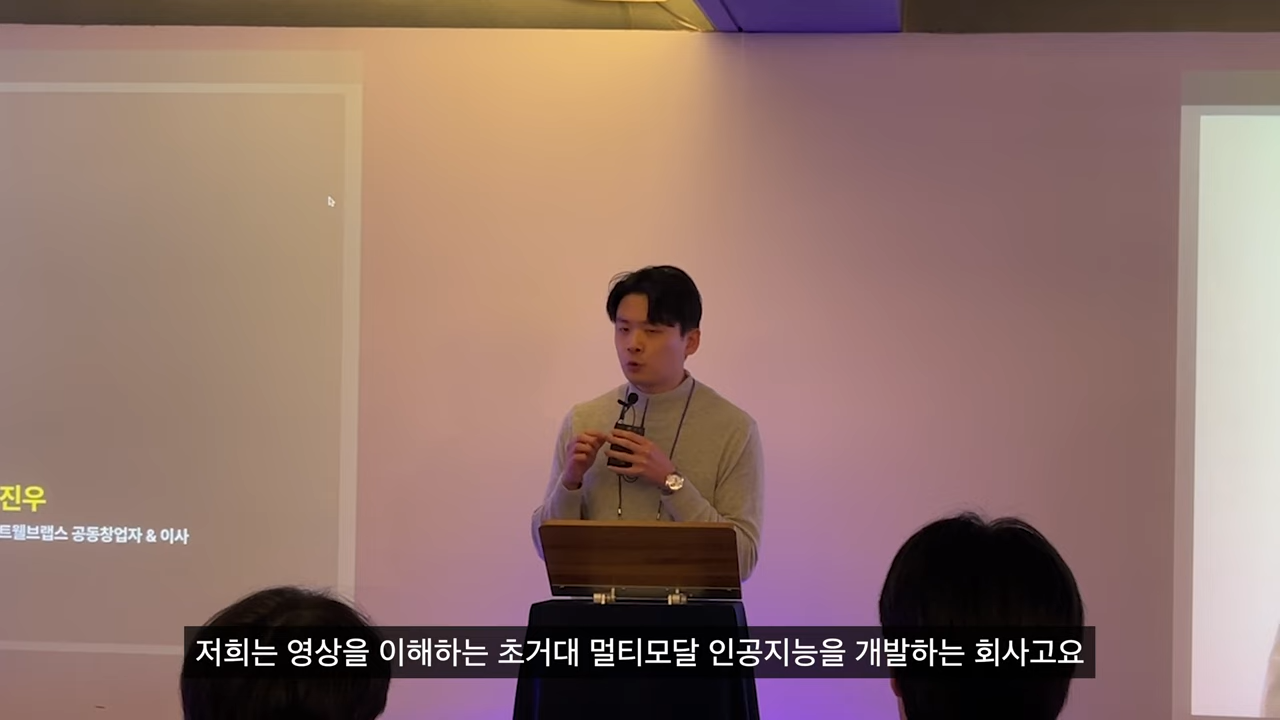 진우
트웰브랩스 공동창업자 & 이사
저희는 영상을 이해하는 초거대 멀티모달 인공지능을 개발하는 회사고요